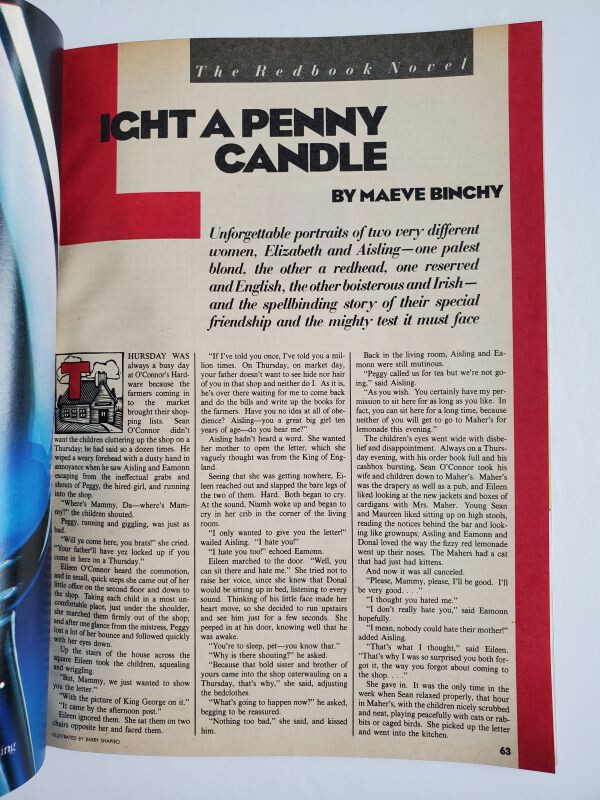 The Redbook Novel
LIGHT A PENNY
CANDLE
BY MAEVE BINCHY
Unforgettable portraits of two very different
women, Elizabeth and Aisling—one palest
blond, the other a redhead, one reserved
and English, the other boisterous and Irish—
and the spellbinding story of their special
friendship and the mighty test it must face
THURSDAY WAS
always a busy day
at O'Connor's Hard-
ware because the
farmers coming in
to the market
brought their shop-
ping lists. Sean
O'Connor didn't
want the children cluttering up the shop on a
Thursday; he had said so a dozen times. He
wiped a weary forehead with a dusty hand in
annoyance when he saw Aisling and Eamonn
escaping from the ineffectual grabs and
shouts of Peggy, the hired girl, and running
into the shop.
"Where's Mammy, Da—where's Mam-
my?" the children shouted.
Peggy, running and giggling, was just as
bad.
"Will ya come here, you brats!" she cried.
"Your father'll have yez locked up if you
come in here on a Thursday."
Eileen O'Connor heard the commotion,
and in small, quick steps she came out of her
little office on the second floor and down to
the shop. Taking each child in a most un-
comfortable place, just under the shoulder,
she marched them firmly out of the shop;
and after one glance from the mistress, Peggy
lost a lot of her bounce and followed quickly
with her eyes down.
Up the stairs of the house across the
square Eileen took the children, squealing
and wriggling.
"But, Mammy, we just wanted to show
you the letter."
"With the picture of King George on it."
"It came by the afternoon post."
Eileen ignored them. She sat them on two
chairs opposite her and faced them.
ILLUSTRATED BY BARRY SHAPIRO
"If I've told you once, I've told you a mil-
lion times. On Thursday, on market day,
your father doesn't want to see hide nor hair
of you in that shop and neither do I. As it is,
he's over there waiting for me to come back
and do the bills and write up the books for
the farmers. Have you no idea at all of obe-
dience? Aisling—you a great big girl ten
years of age—do you hear me?"
Aisling hadn't heard a word. She wanted
her mother to open the letter, which she
vaguely thought was from the King of Eng-
land.
Seeing that she was getting nowhere, Ei-
leen reached out and slapped the bare legs of
the two of them. Hard. Both began to cry.
At the sound, Niamh woke up and began to
cry in her crib in the corner of the living
room.
"I only wanted to give you the letter!"
wailed Aisling. "I hate you!"
"I hate you too!" echoed Eamonn.
Eileen marched to the door. "Well, you
can sit there and hate me." She tried not to
raise her voice, since she knew that Donal
would be sitting up in bed, listening to every
sound. Thinking of his little face made her
heart move, so she decided to run upstairs
and see him just for a few seconds. She
peeped in at his door, knowing well that he
was awake.
"You're to sleep, pet—you know that."
"Why is there shouting?" he asked.
"Because that bold sister and brother of
yours came into the shop caterwauling on a
Thursday, that's why," she said, adjusting
the bedclothes.
"What's going to happen now?" he asked,
begging to be reassured.
"Nothing too bad," she said, and kissed
him.
Back in the living room, Aisling and Ea-
monn were still mutinous.
"Peggy called us for tea but we're not go-
ing," said Aisling.
"As you wish. You certainly have my per-
mission to sit here for as long as you like. In
fact, you can sit here for a long time, because
neither of you will get to go to Maher's for
lemonade this evening."
The children's eyes went wide with disbe-
lief and disappointment. Always on a Thurs-
day evening, with his order book full and his
cashbox bursting, Sean O'Connor took his
wife and children down to Maher's. Maher's
was the drapery as well as a pub, and Eileen
liked looking at the new jackets and boxes of
cardigans with Mrs. Maher. Young Sean
and Maureen liked sitting up on high stools,
reading the notices behind the bar and look-
ing like grownups; Aisling and Eamonn and
Donal loved the way the fizzy red lemonade
went up their noses. The Mahers had a cat
that had just had kittens.
And now it was all canceled.
"Please, Mammy, please, I'll be good. I'll
be very good. . . ."
"I thought you hated me."
"I don't really hate you," said Eamonn
hopefully.
"I mean, nobody could hate their mother!"
added Aisling.
"That's what I thought," said Eileen.
"That's why I was so surprised you both for-
got it, the way you forgot about coming to
the shop. . . ."
She gave in. It was the only time in the
week when Sean relaxed properly, that hour
in Maher's, with the children nicely scrubbed
and neat, playing peacefully with cats or rab-
bits or caged birds. She picked up the letter
and went into the kitchen.
63